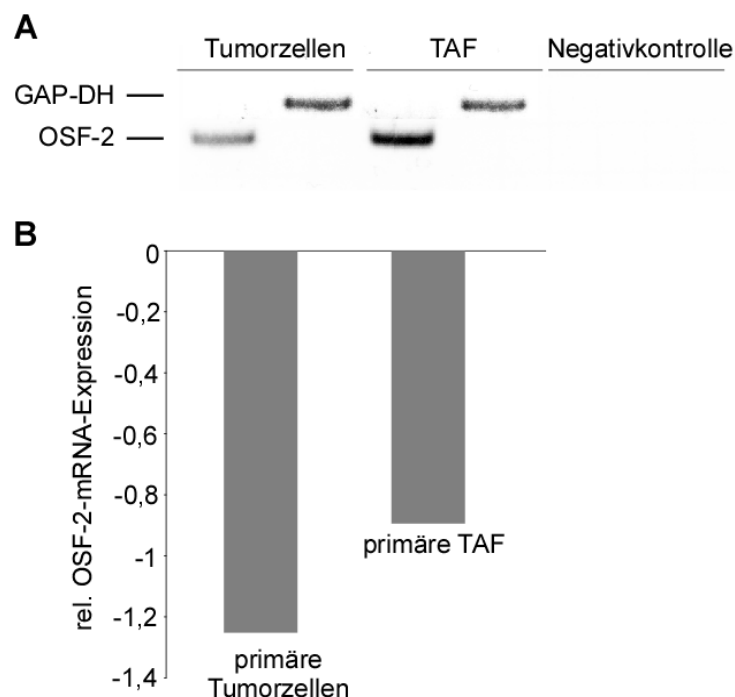 A
Tumorzellen TAF Negativkontrolle
GAP-DH
OSF-2
B
rel. OSF-2-mRNA-Expression
0
-0,2
-0,4
-0,6
-0,8
-1
-1,2
-1,4
primäre TAF
primäre
Tumorzellen